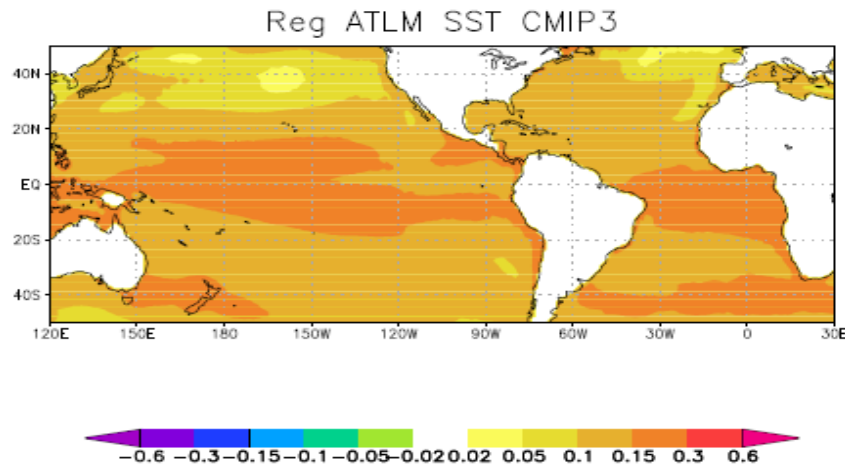 Reg ATLM SST CMIP3
40N
20N
EQ
20S
40S
120E 150E 180 150W 120W 90W 60W 30W 0 30E
-0.6 -0.3 -0.15 -0.1 -0.05 -0.02 0.02 0.05 0.1 0.15 0.3 0.6